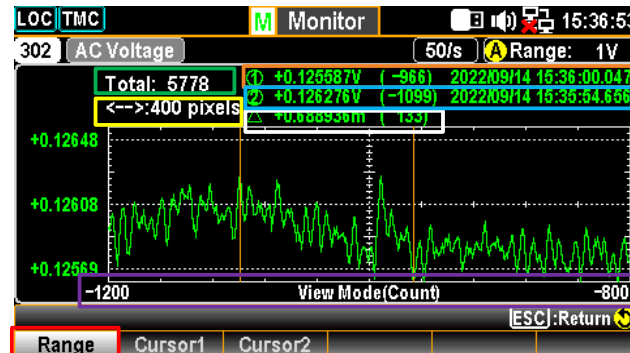 LOC TMC M Monitor 15:36:53
302 AC Voltage 50/s A Range: 1V
Total: 5778 ① +0.125587V (−966) 2022/09/14 15:36:00.047
<-->:400 pixels ② +0.126276V (−1099) 2022/09/14 15:35:54.656
△ +0.688936m ( 133)
+0.12648
+0.12608
+0.12569
−1200 View Mode(Count) −800
ESC :Return
Range Cursor1 Cursor2